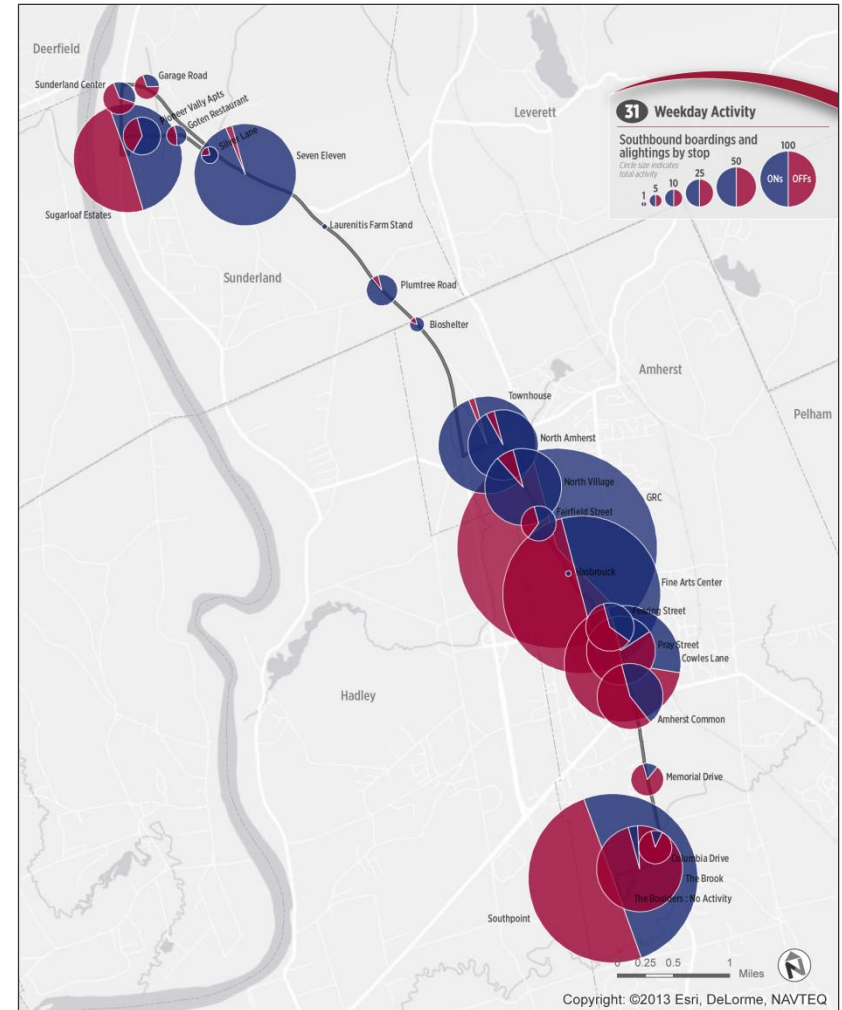 Deerfield
Garage Road
Sunderland Center
Pioneer Vally Apts
Goten Restaurant
Silver Lane
Seven Eleven
Sugarloaf Estates
Leverett
31 Weekday Activity
Southbound boardings and
alightings by stop
Circle size indicates
total activity
1
5
10
25
50
100
ONs
OFFs
Laurenitis Farm Stand
Sunderland
Plumtree Road
Bioshelter
Amherst
Townhouse
Pelham
North Amherst
North Village
GRC
Fairfield Street
Hasbrouck
Fine Arts Center
Fearing Street
Pray Street
Cowles Lane
Hadley
Amherst Common
Memorial Drive
Columbia Drive
The Brook
The Boulders : No Activity
Southpoint
0 0.25 0.5 1
Miles
N
Copyright: ©2013 Esri, DeLorme, NAVTEQ